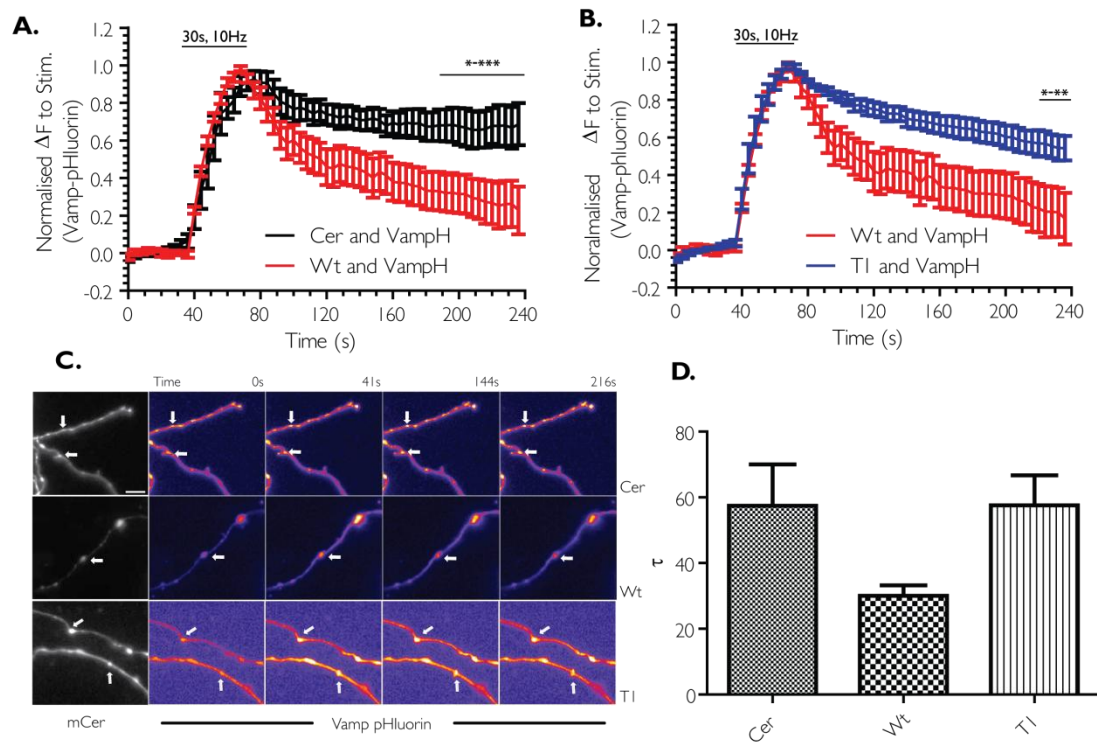 A.
30s, 10Hz
*-***
Normalised ΔF to Stim.
(Vamp-pHluorin)
1.2
1.0
0.8
0.6
0.4
0.2
0.0
-0.2
Cer and VampH
Wt and VampH
0
40
80
120
160
200
240
Time (s)
B.
30s, 10Hz
*-**
Noralmalised ΔF to Stim.
(Vamp-phluorin)
1.2
1.0
0.8
0.6
0.4
0.2
0.0
-0.2
Wt and VampH
T1 and VampH
0
40
80
120
160
200
240
Time (s)
C.
Time 0s 41s 144s 216s
Cer
Wt
T1
mCer Vamp pHluorin
D.
τ
80
60
40
20
0
Cer
Wt
T1